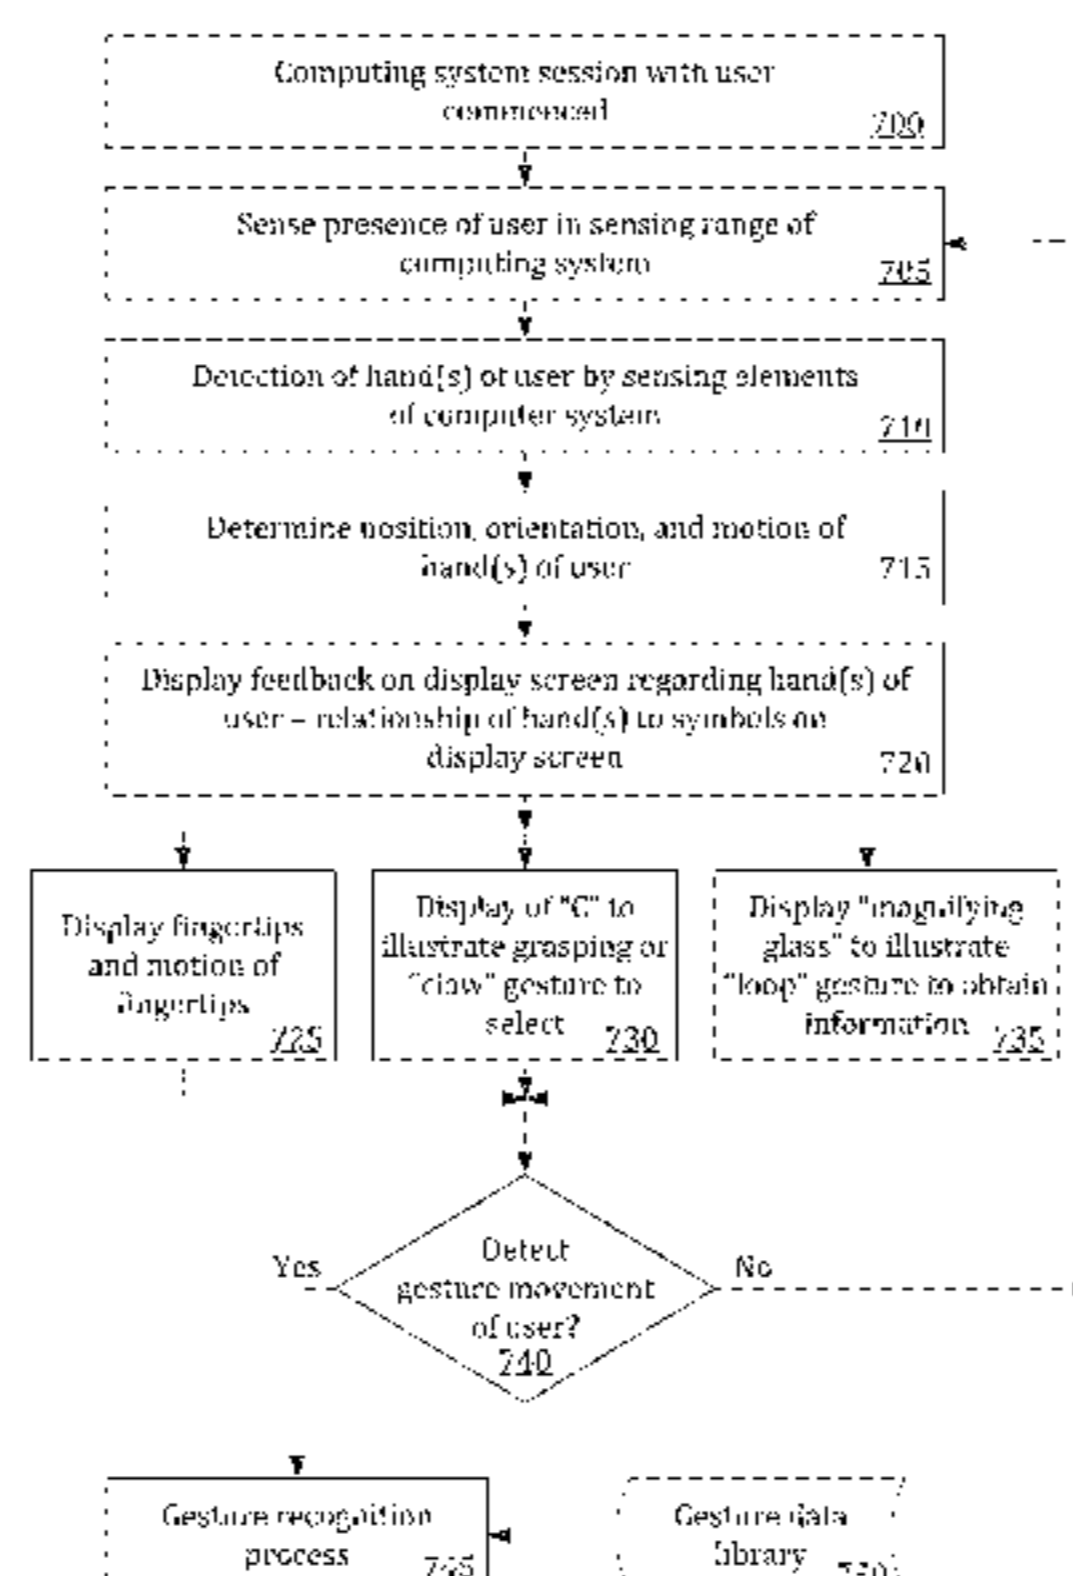 Computing system session with user
commenced
700
Sense presence of user in sensing range of
computing system
705
Detection of hand(s) of user by sensing elements
of computer system
710
Determine position, orientation, and motion of
hand(s) of user
715
Display feedback on display screen regarding hand(s) of
user – relationship of hand(s) to symbols on
display screen
720
Display fingertips
and motion of
fingertips
725
Display of "C" to
illustrate grasping or
"claw" gesture to
select
730
Display "magnifying
glass" to illustrate
"loop" gesture to obtain
information
735
Yes
Detect
gesture movement
of user?
740
No
Gesture recognition
process
745
Gesture data
library
750